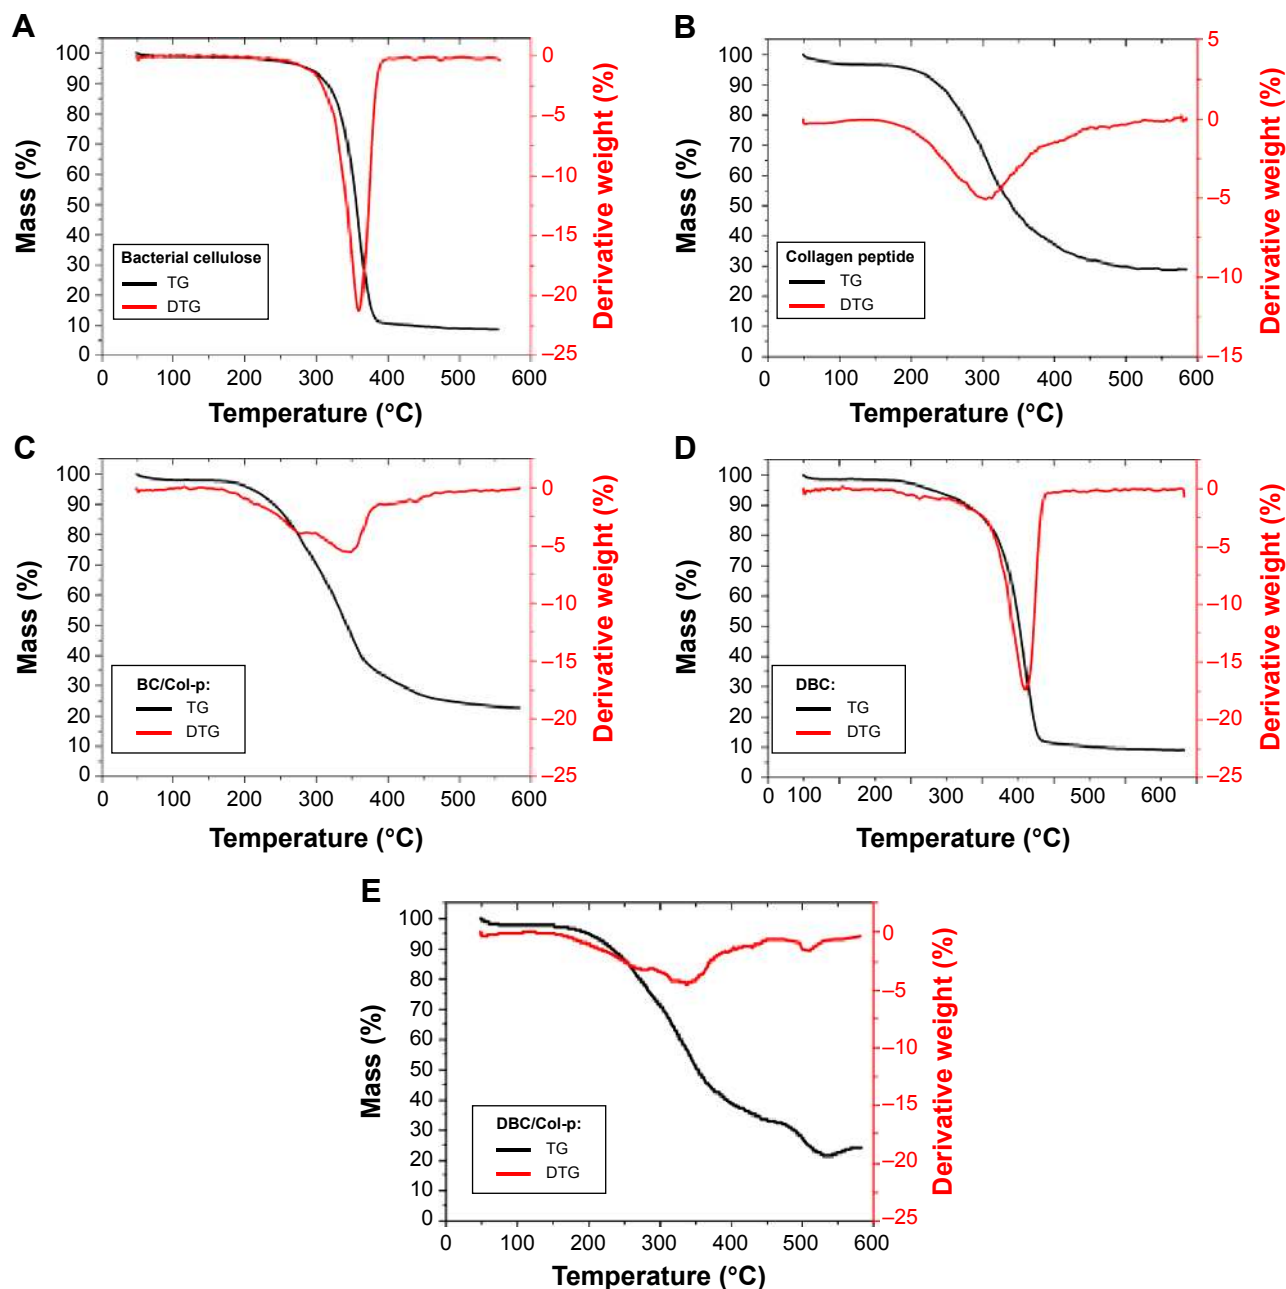 A
100
90
80
70
60
50
40
30
20
10
0
Mass (%)
0
–5
–10
–15
–20
–25
Derivative weight (%)
Bacterial cellulose
TG
DTG
0 100 200 300 400 500 600
Temperature (°C)
B
100
90
80
70
60
50
40
30
20
10
0
Mass (%)
5
0
–5
–10
–15
Derivative weight (%)
Collagen peptide
TG
DTG
0 100 200 300 400 500 600
Temperature (°C)
C
100
90
80
70
60
50
40
30
20
10
0
Mass (%)
0
–5
–10
–15
–20
–25
Derivative weight (%)
BC/Col-p:
TG
DTG
0 100 200 300 400 500 600
Temperature (°C)
D
100
90
80
70
60
50
40
30
20
10
0
Mass (%)
0
–5
–10
–15
–20
–25
Derivative weight (%)
DBC:
TG
DTG
0 100 200 300 400 500 600
Temperature (°C)
E
100
90
80
70
60
50
40
30
20
10
0
Mass (%)
0
–5
–10
–15
–20
–25
Derivative weight (%)
DBC/Col-p:
TG
DTG
0 100 200 300 400 500 600
Temperature (°C)